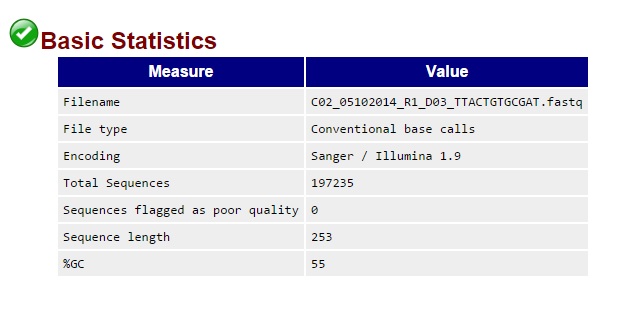 Basic Statistics
Measure Value
Filename C02_05102014_R1_D03_TTACTGTGCGAT.fastq
File type Conventional base calls
Encoding Sanger / Illumina 1.9
Total Sequences 197235
Sequences flagged as poor quality 0
Sequence length 253
%GC 55